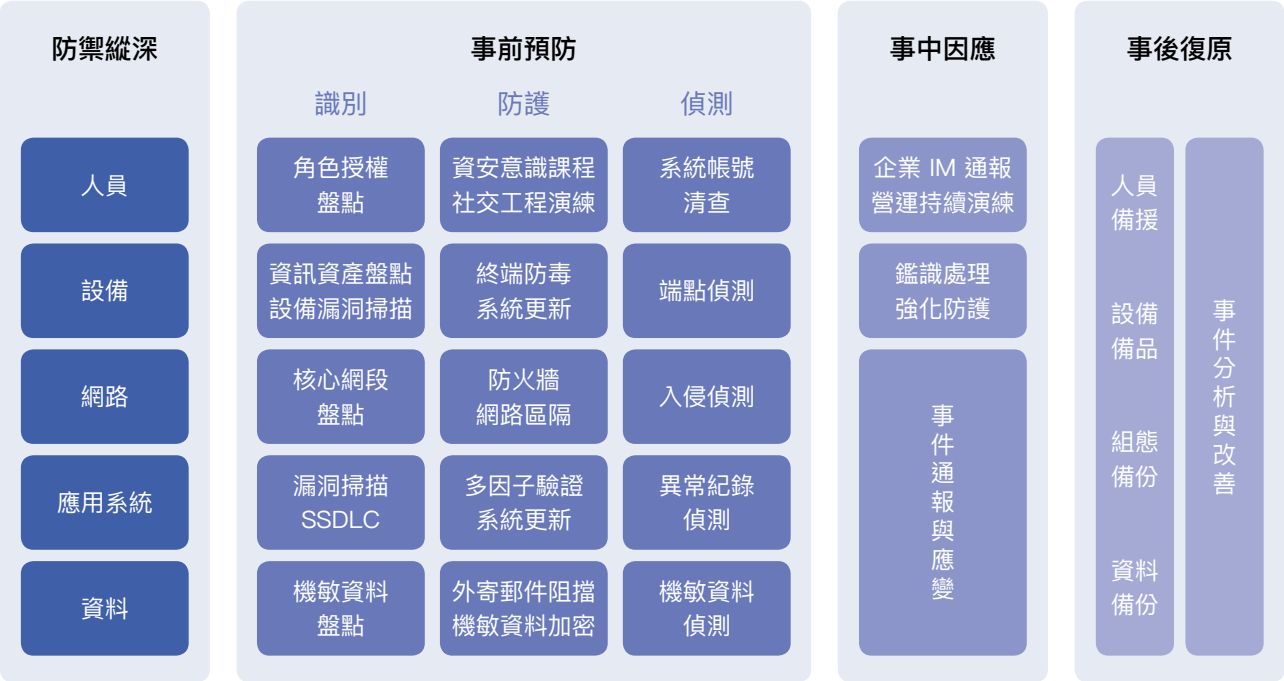 防禦縱深
事前預防
事中因應
事後復原
識別
防護
偵測
人員
角色授權
盤點
資安意識課程
社交工程演練
系統帳號
清查
企業 IM 通報
營運持續演練
設備
資訊資產盤點
設備漏洞掃描
終端防毒
系統更新
端點偵測
鑑識處理
強化防護
網路
核心網段
盤點
防火牆
網路區隔
入侵偵測
應用系統
漏洞掃描
SSDLC
多因子驗證
系統更新
異常紀錄
偵測
資料
機敏資料
盤點
外寄郵件阻擋
機敏資料加密
機敏資料
偵測
事件通報與應變
人員
備援
設備
備品
組態
備份
資料
備份
事件分析與改善